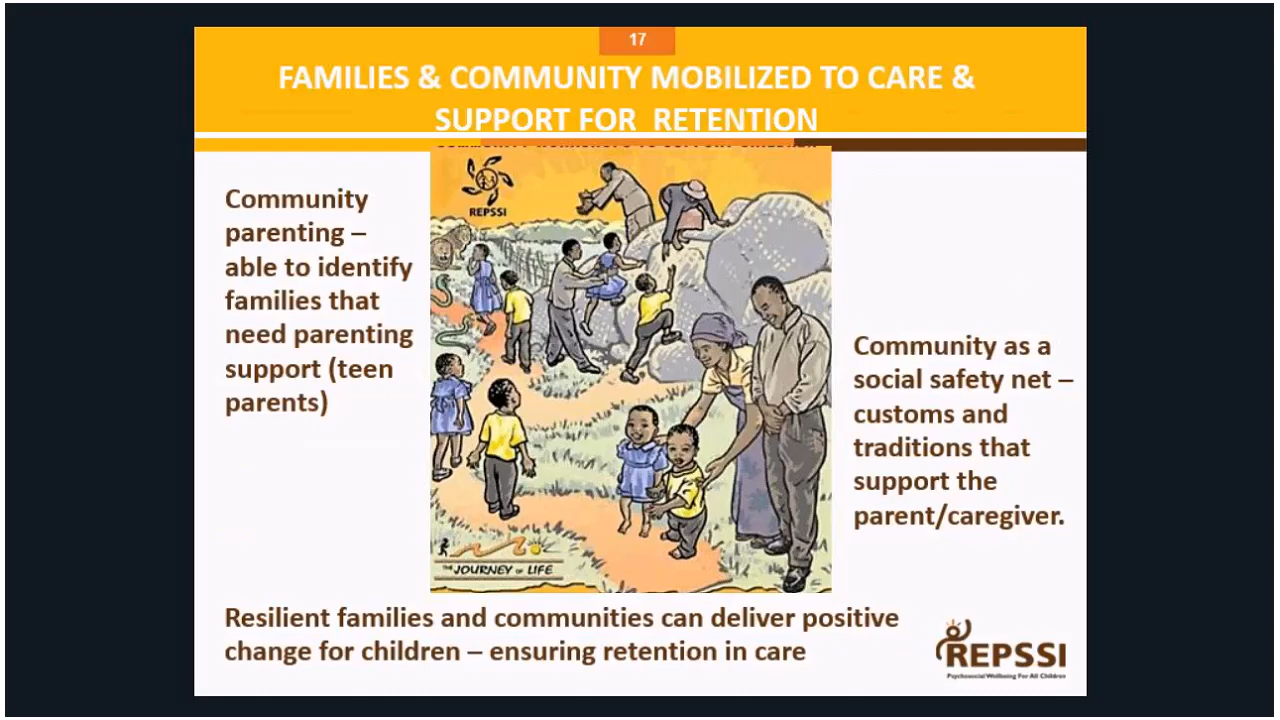 17
FAMILIES & COMMUNITY MOBILIZED TO CARE &
SUPPORT FOR RETENTION
Community
parenting –
able to identify
families that
need parenting
support (teen
parents)
REPSSI
THE JOURNEY OF LIFE
Community as a
social safety net –
customs and
traditions that
support the
parent/caregiver.
Resilient families and communities can deliver positive
change for children – ensuring retention in care
REPSSI
Psychosocial Wellbeing For All Children